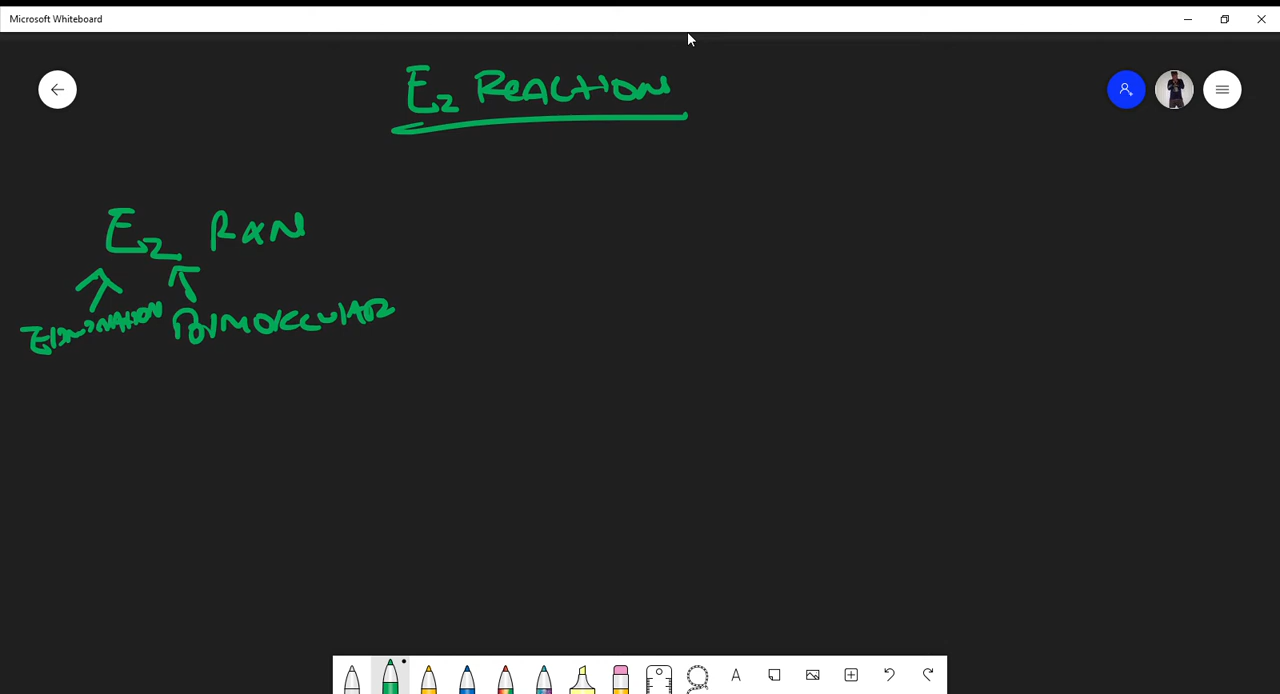 Microsoft Whiteboard
E2 REACTION
E2 RXN
ELIMINATION BIMOLECULAR
A